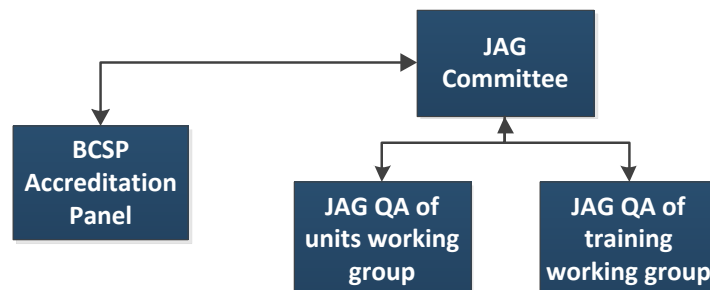 JAG
Committee
BCSP
Accreditation
Panel
JAG QA of
units working
group
JAG QA of
training
working group